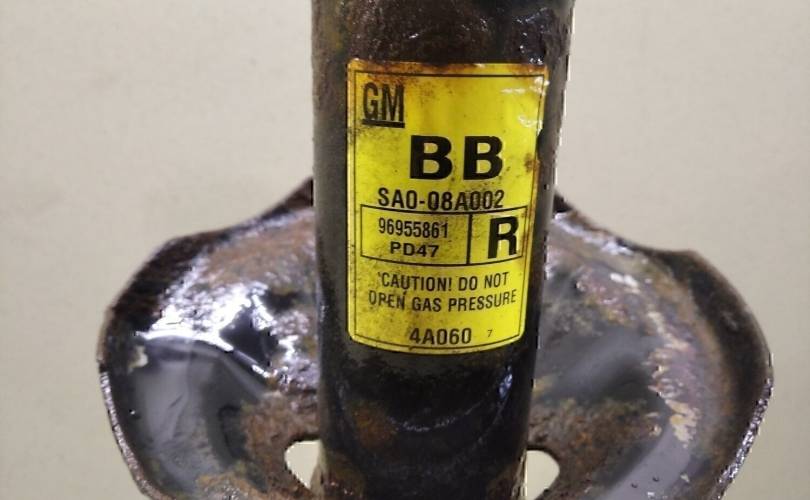 GM
BB
SA0-08A002
96955861
PD47
R
CAUTION! DO NOT
OPEN GAS PRESSURE
4A060 7